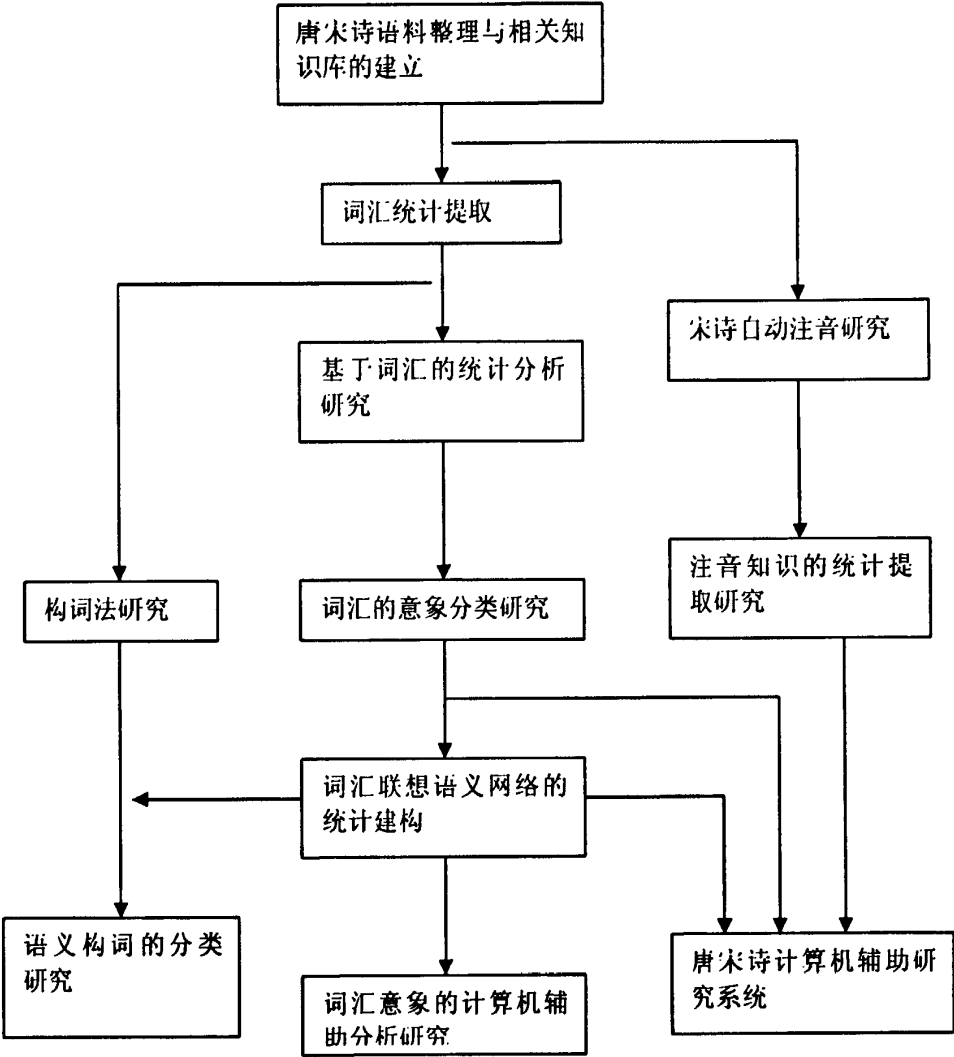 唐宋诗语料整理与相关知
识库的建立
词汇统计提取
宋诗自动注音研究
基于词汇的统计分析
研究
注音知识的统计提
取研究
构词法研究
词汇的意象分类研究
词汇联想语义网络的
统计建构
语义构词的分类
研究
唐宋诗计算机辅助研
究系统
词汇意象的计算机辅
助分析研究